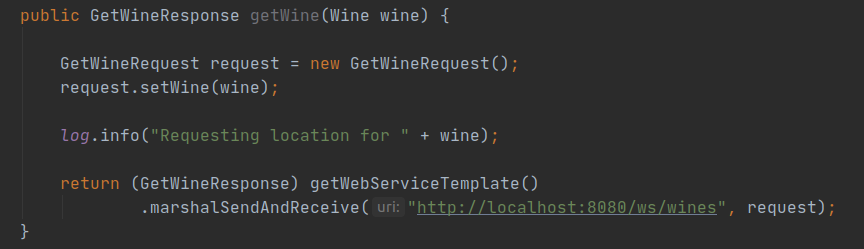 public GetWineResponse getWine(Wine wine) {
GetWineRequest request = new GetWineRequest();
request.setWine(wine);
log.info("Requesting location for " + wine);
return (GetWineResponse) getWebServiceTemplate()
.marshalSendAndReceive( uri: "http://localhost:8080/ws/wines", request);
}